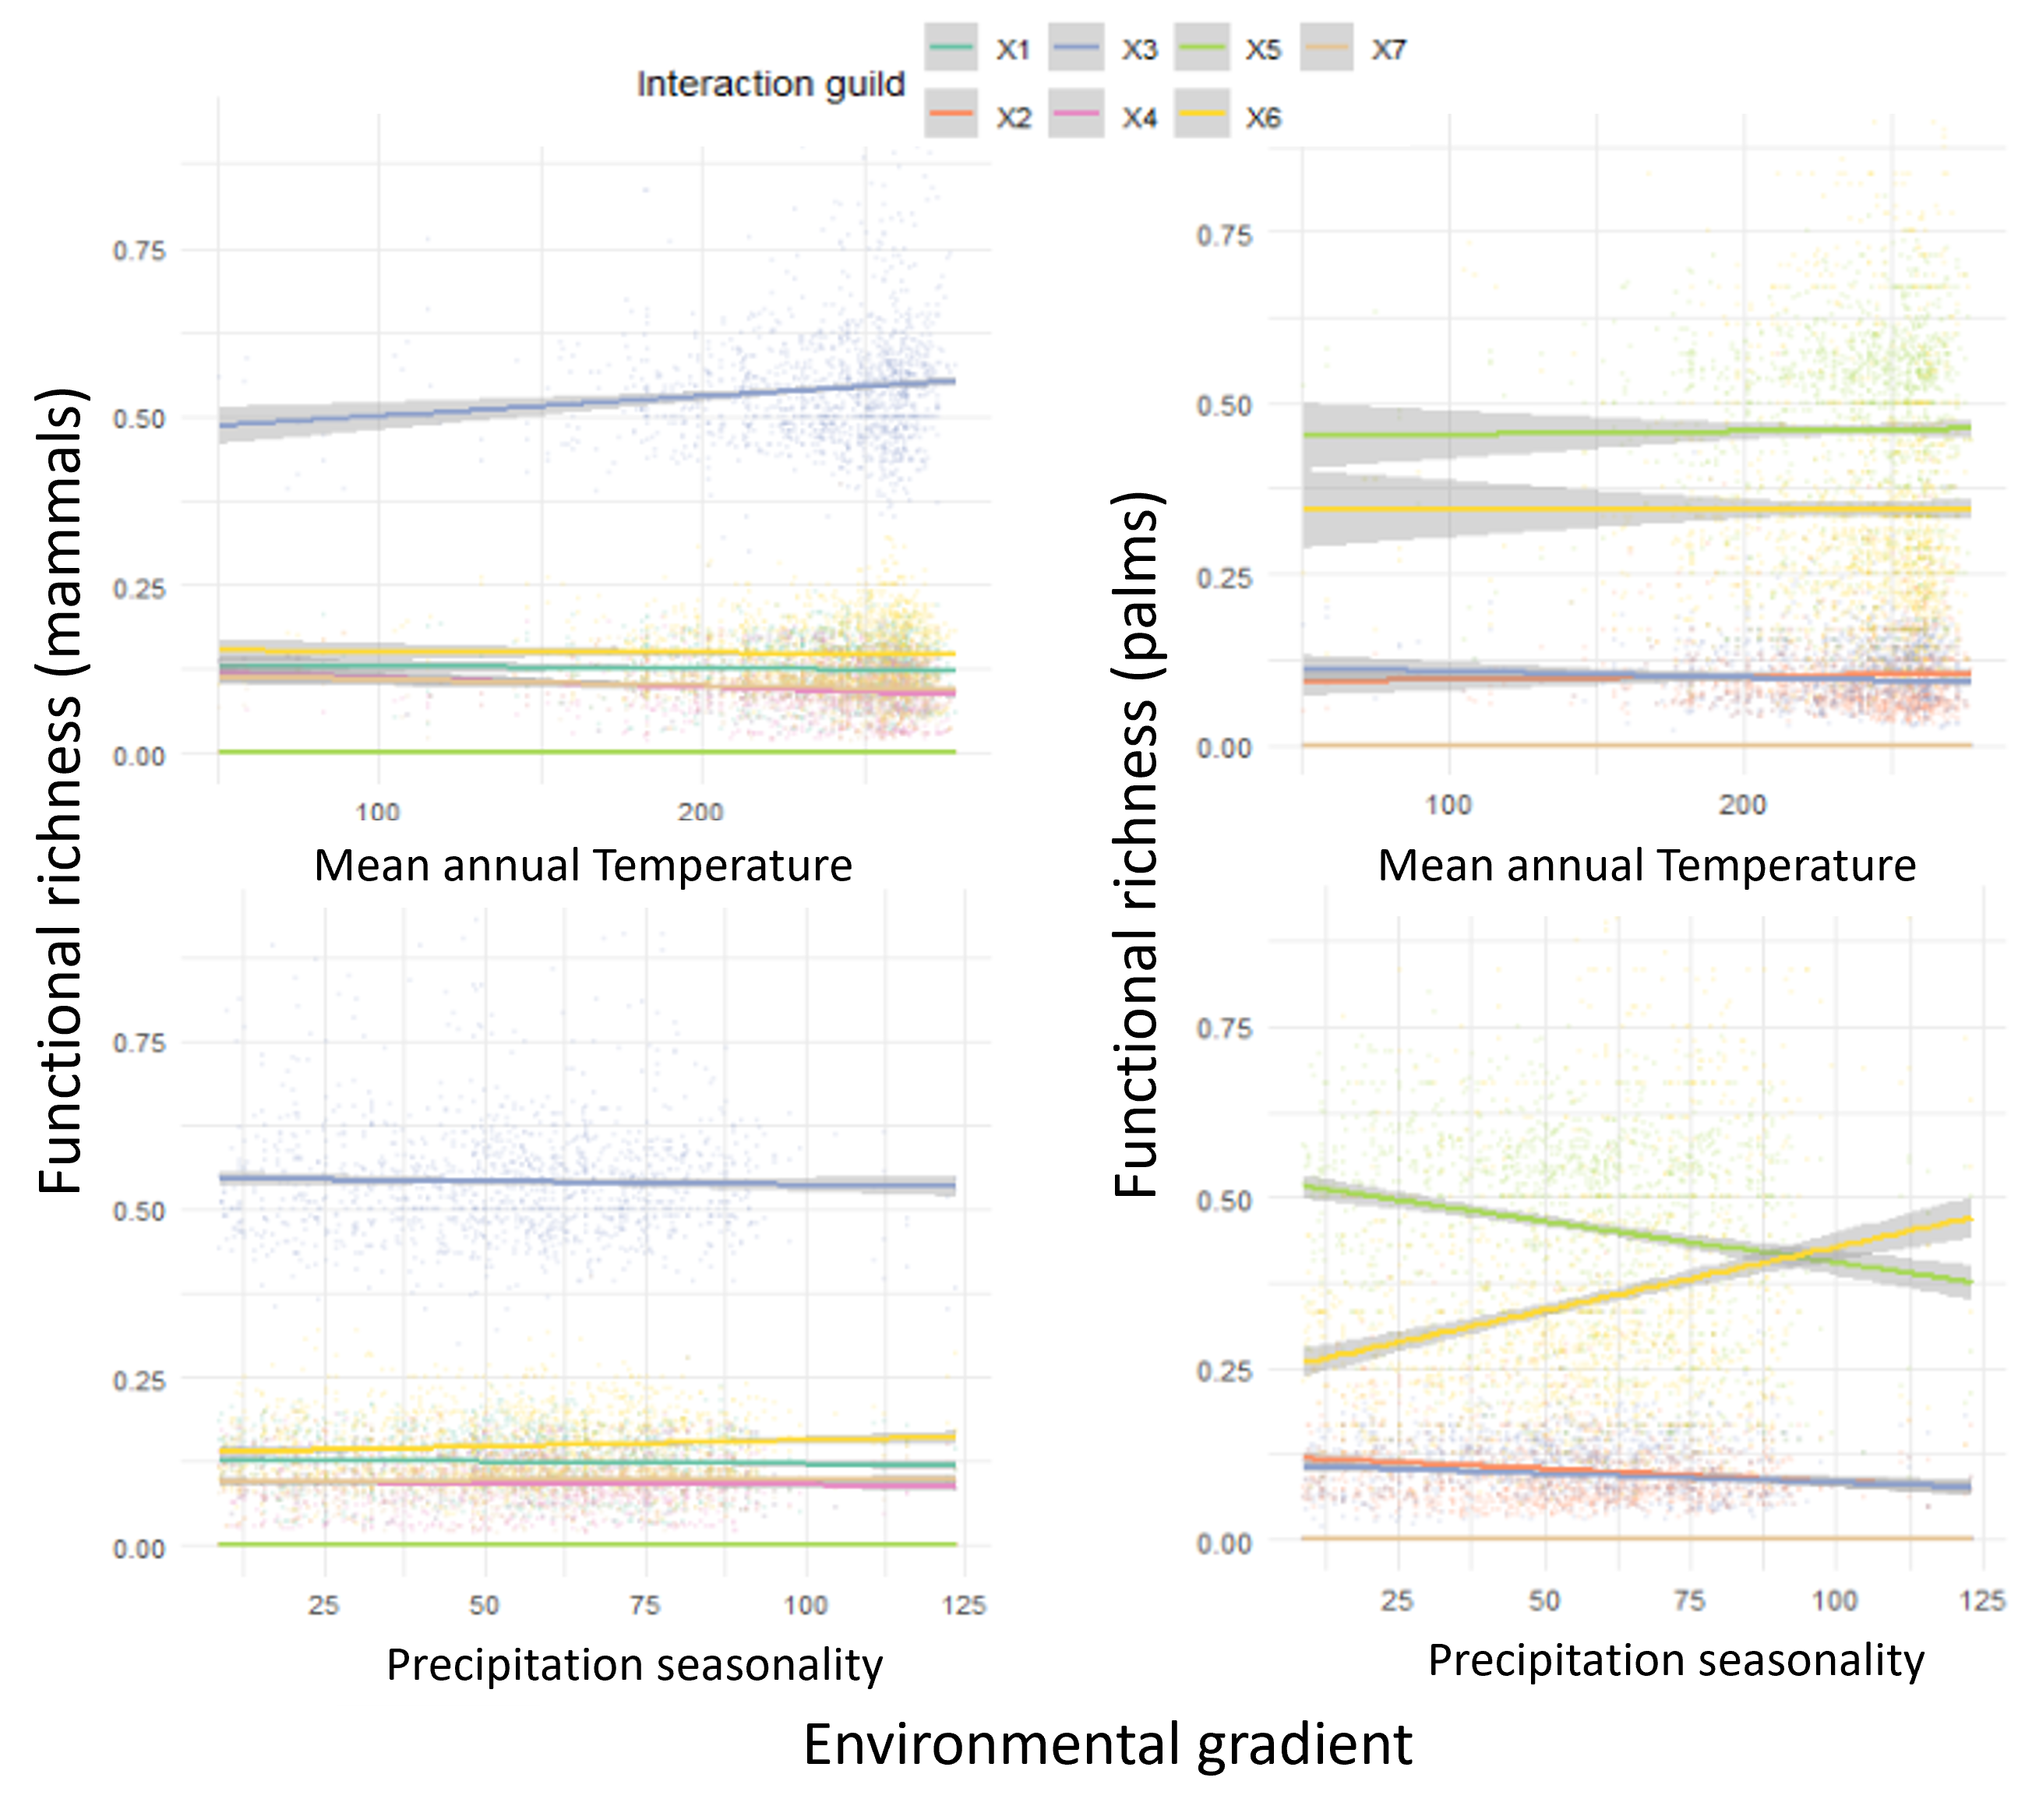 X1 X3 X5 X7
Interaction guild
X2 X4 X6
Functional richness (mammals)
0.75
0.50
0.25
0.00
100 200
Mean annual Temperature
Functional richness (palms)
0.75
0.50
0.25
0.00
100 200
Mean annual Temperature
0.75
0.50
0.25
0.00
25 50 75 100 125
Precipitation seasonality
0.75
0.50
0.25
0.00
25 50 75 100 125
Precipitation seasonality
Environmental gradient